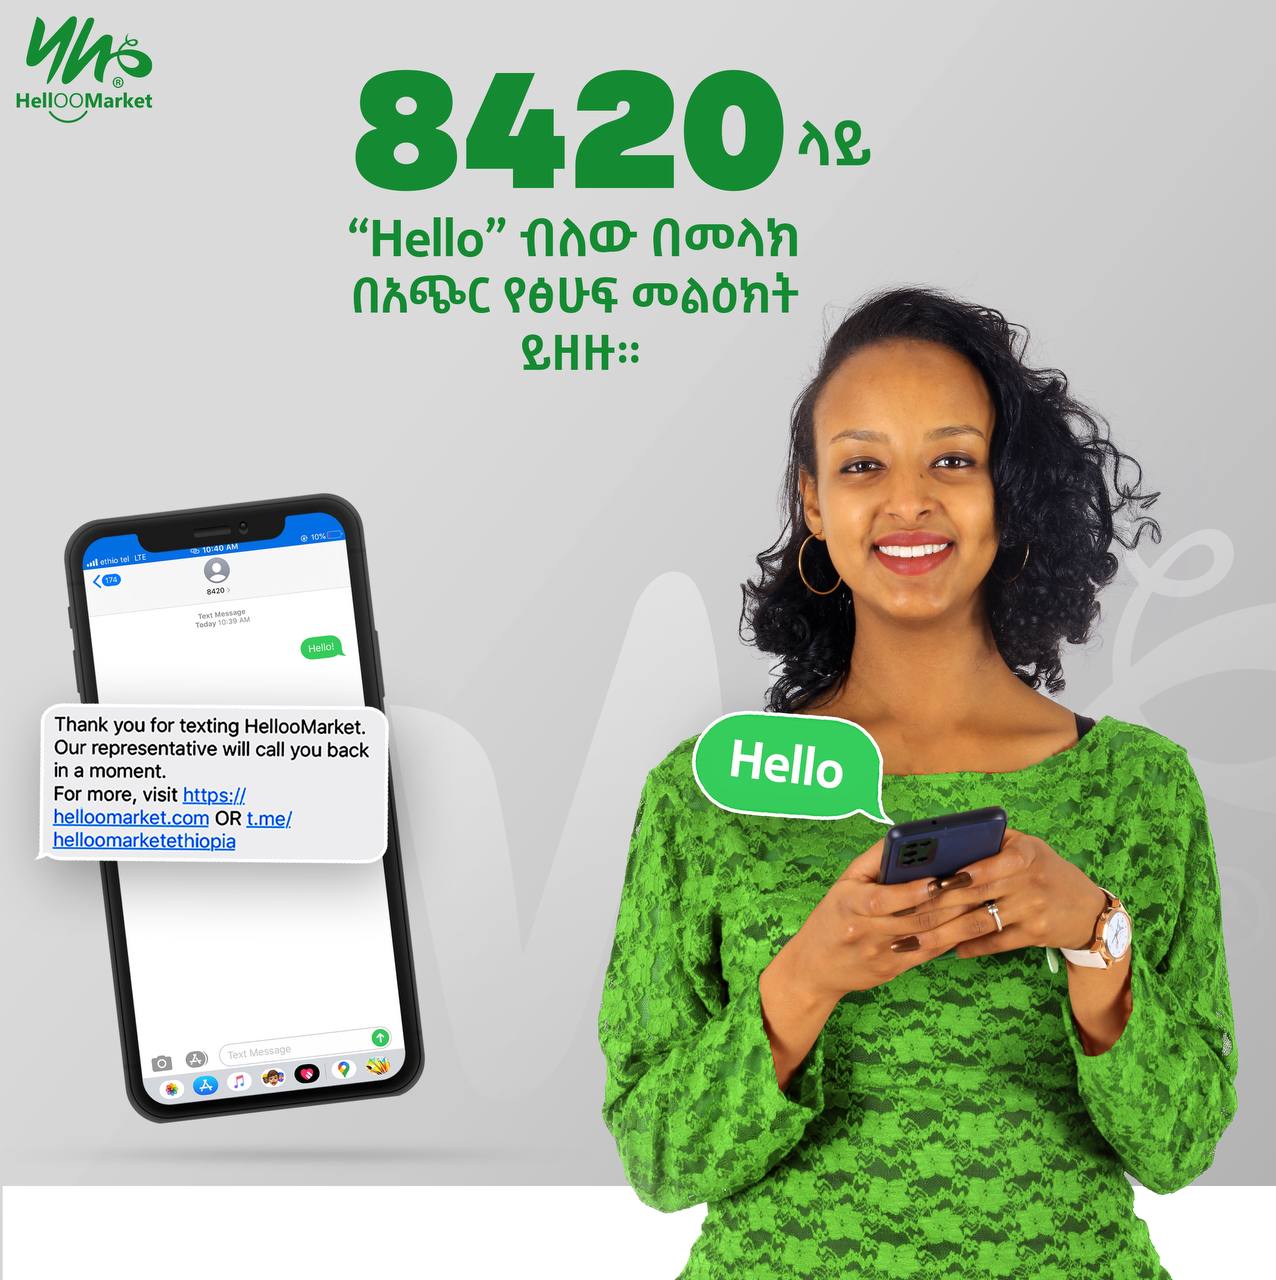 ሃሎ
®
HellOOMarket
8420 ላይ
“Hello” ብለው በመላክ
በአጭር የፅሁፍ መልዕክት
ይዘዙ።
ethio tel LTE
10:40 AM
10%
174
8420
Text Message
Today 10:39 AM
Hello!
Thank you for texting HellooMarket.
Our representative will call you back
in a moment.
For more, visit https://
helloomarket.com OR t.me/
helloomarketethiopia
Text Message
Hello